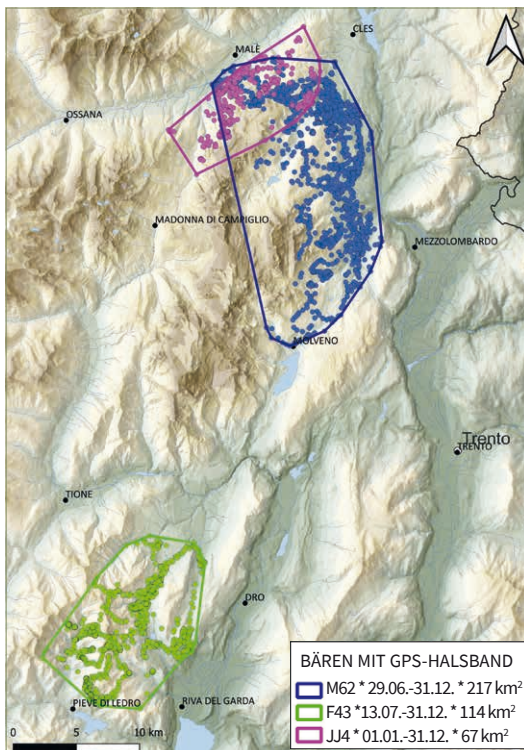 CLES
MALÈ
OSSANA
MADONNA DI CAMPIGLIO
MEZZOLOMBARDO
MOLVENO
Trento
TRENTO
TIONE
DRO
BÄREN MIT GPS-HALSBAND
M62 * 29.06.-31.12. * 217 km²
F43 *13.07.-31.12. * 114 km²
JJ4 * 01.01.-31.12. * 67 km²
PIEVE DI LEDRO
RIVA DEL GARDA
0 5 10 km